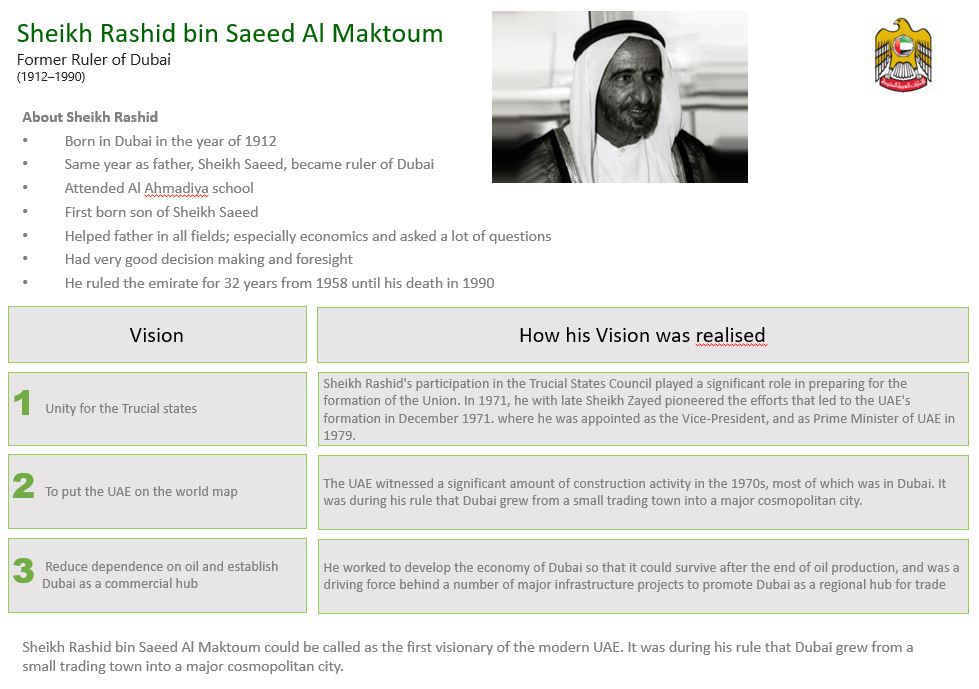 Sheikh Rashid bin Saeed Al Maktoum
Former Ruler of Dubai
(1912–1990)
About Sheikh Rashid
• Born in Dubai in the year of 1912
• Same year as father, Sheikh Saeed, became ruler of Dubai
• Attended Al Ahmadiya school
• First born son of Sheikh Saeed
• Helped father in all fields; especially economics and asked a lot of questions
• Had very good decision making and foresight
• He ruled the emirate for 32 years from 1958 until his death in 1990
Vision
How his Vision was realised
1 Unity for the Trucial states
Sheikh Rashid's participation in the Trucial States Council played a significant role in preparing for the
formation of the Union. In 1971, he with late Sheikh Zayed pioneered the efforts that led to the UAE's
formation in December 1971. where he was appointed as the Vice-President, and as Prime Minister of UAE in
1979.
2 To put the UAE on the world map
The UAE witnessed a significant amount of construction activity in the 1970s, most of which was in Dubai. It
was during his rule that Dubai grew from a small trading town into a major cosmopolitan city.
3 Reduce dependence on oil and establish
Dubai as a commercial hub
He worked to develop the economy of Dubai so that it could survive after the end of oil production, and was a
driving force behind a number of major infrastructure projects to promote Dubai as a regional hub for trade
Sheikh Rashid bin Saeed Al Maktoum could be called as the first visionary of the modern UAE. It was during his rule that Dubai grew from a
small trading town into a major cosmopolitan city.